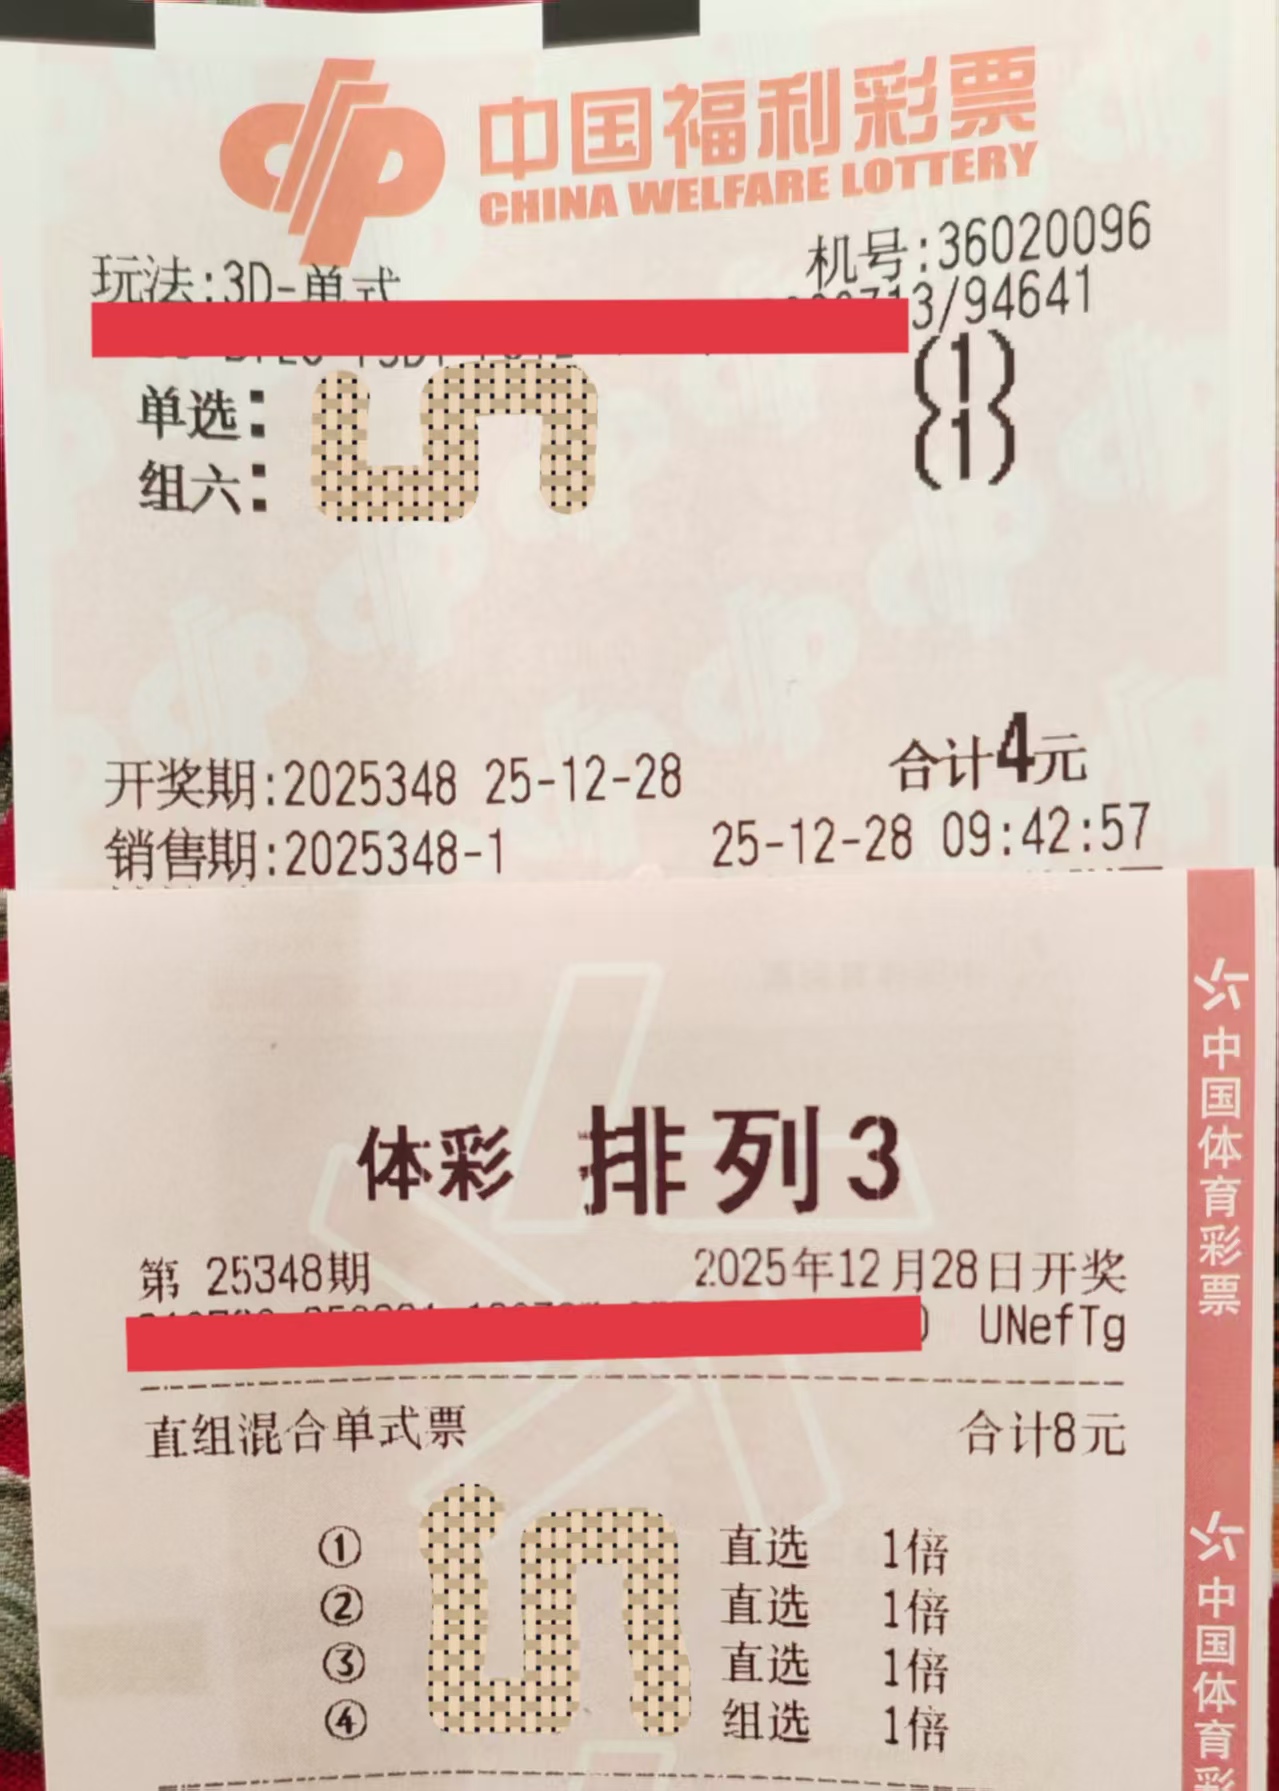 中国福利彩票
CHINA WELFARE LOTTERY
机号:36020096
玩法:3D-单式
13/94641
单选: (1)
组六: (1)
合计4元
开奖期:2025348 25-12-28
销售期:2025348-1 25-12-28 09:42:57
体彩 排列3
第 25348期 2025年12月28日开奖
UNefTg
直组混合单式票 合计8元
① 直选 1倍
② 直选 1倍
③ 直选 1倍
④ 组选 1倍
中国体育彩票
中国体育彩